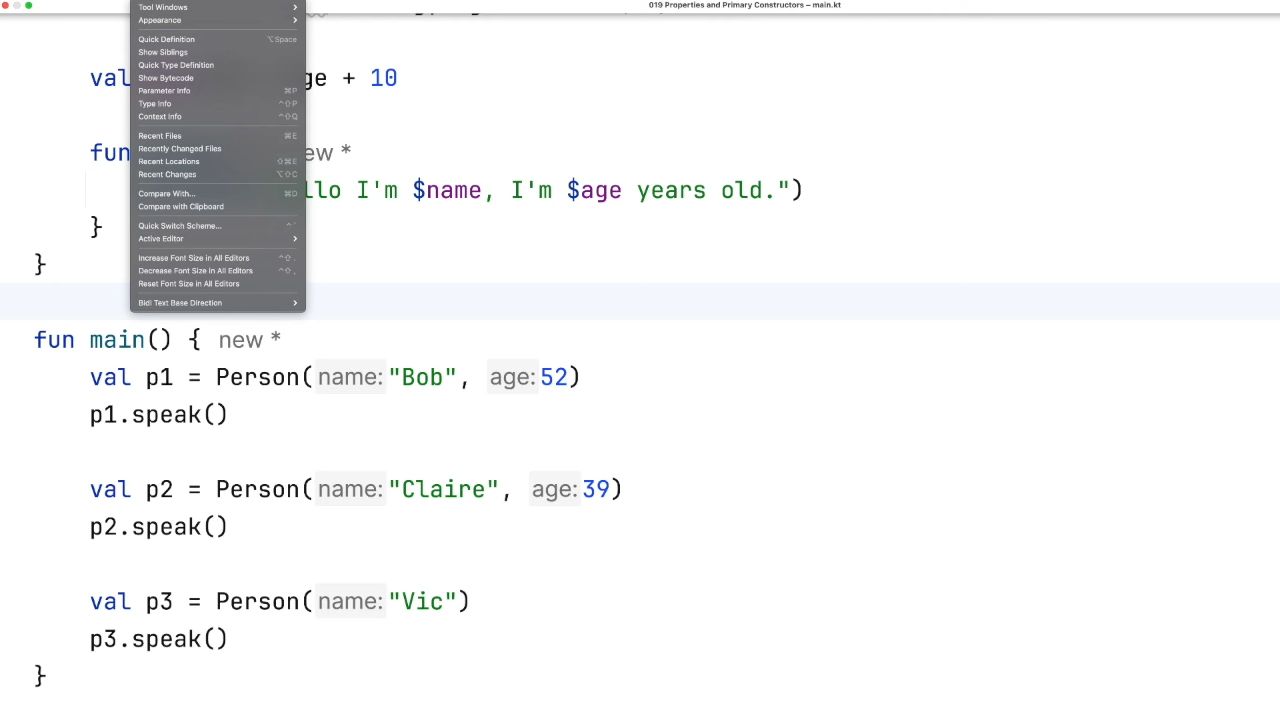 019 Properties and Primary Constructors – main.kt
Tool Windows
Appearance
Quick Definition ⌥Space
Show Siblings
Quick Type Definition
Show Bytecode
Parameter Info ⌘P
Type Info ⌃⇧P
Context Info ⌃⇧Q
Recent Files ⌘E
Recently Changed Files
Recent Locations ⇧⌘E
Recent Changes ⌥⇧C
Compare With... ⌘D
Compare with Clipboard
Quick Switch Scheme... ⌃`
Active Editor
Increase Font Size in All Editors ⌃⇧.
Decrease Font Size in All Editors ⌃⇧,
Reset Font Size in All Editors
Bidi Text Base Direction
val ge + 10
fun ew *
llo I'm $name, I'm $age years old.")
}
}
fun main() { new *
val p1 = Person(name: "Bob", age: 52)
p1.speak()
val p2 = Person(name: "Claire", age: 39)
p2.speak()
val p3 = Person(name: "Vic")
p3.speak()
}